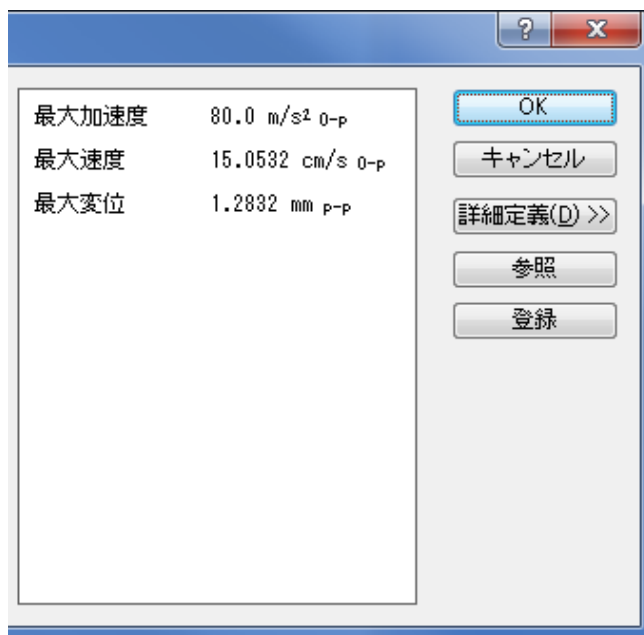 ?
X
最大加速度 80.0 m/s² 0-p
最大速度 15.0532 cm/s 0-p
最大変位 1.2832 mm p-p
OK
キャンセル
詳細定義(D) >>
参照
登録